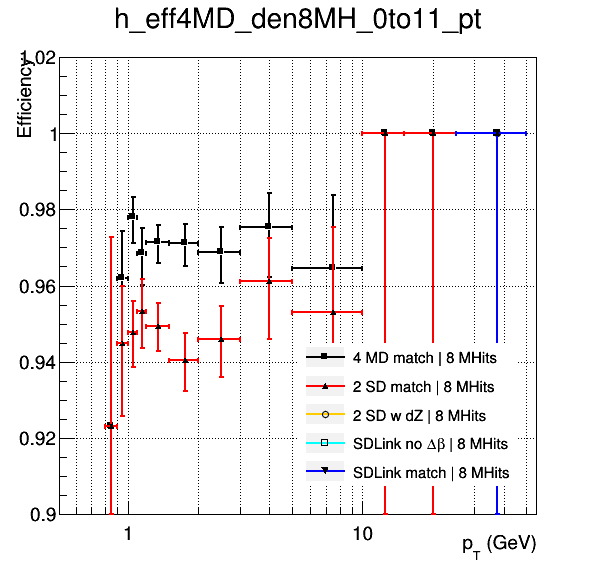 h_eff4MD_den8MH_0to11_pt
Efficiency
1.02
1
0.98
0.96
0.94
0.92
0.9
4 MD match | 8 MHits
2 SD match | 8 MHits
2 SD w dZ | 8 MHits
SDLink no Δβ | 8 MHits
SDLink match | 8 MHits
1
10
p_T (GeV)